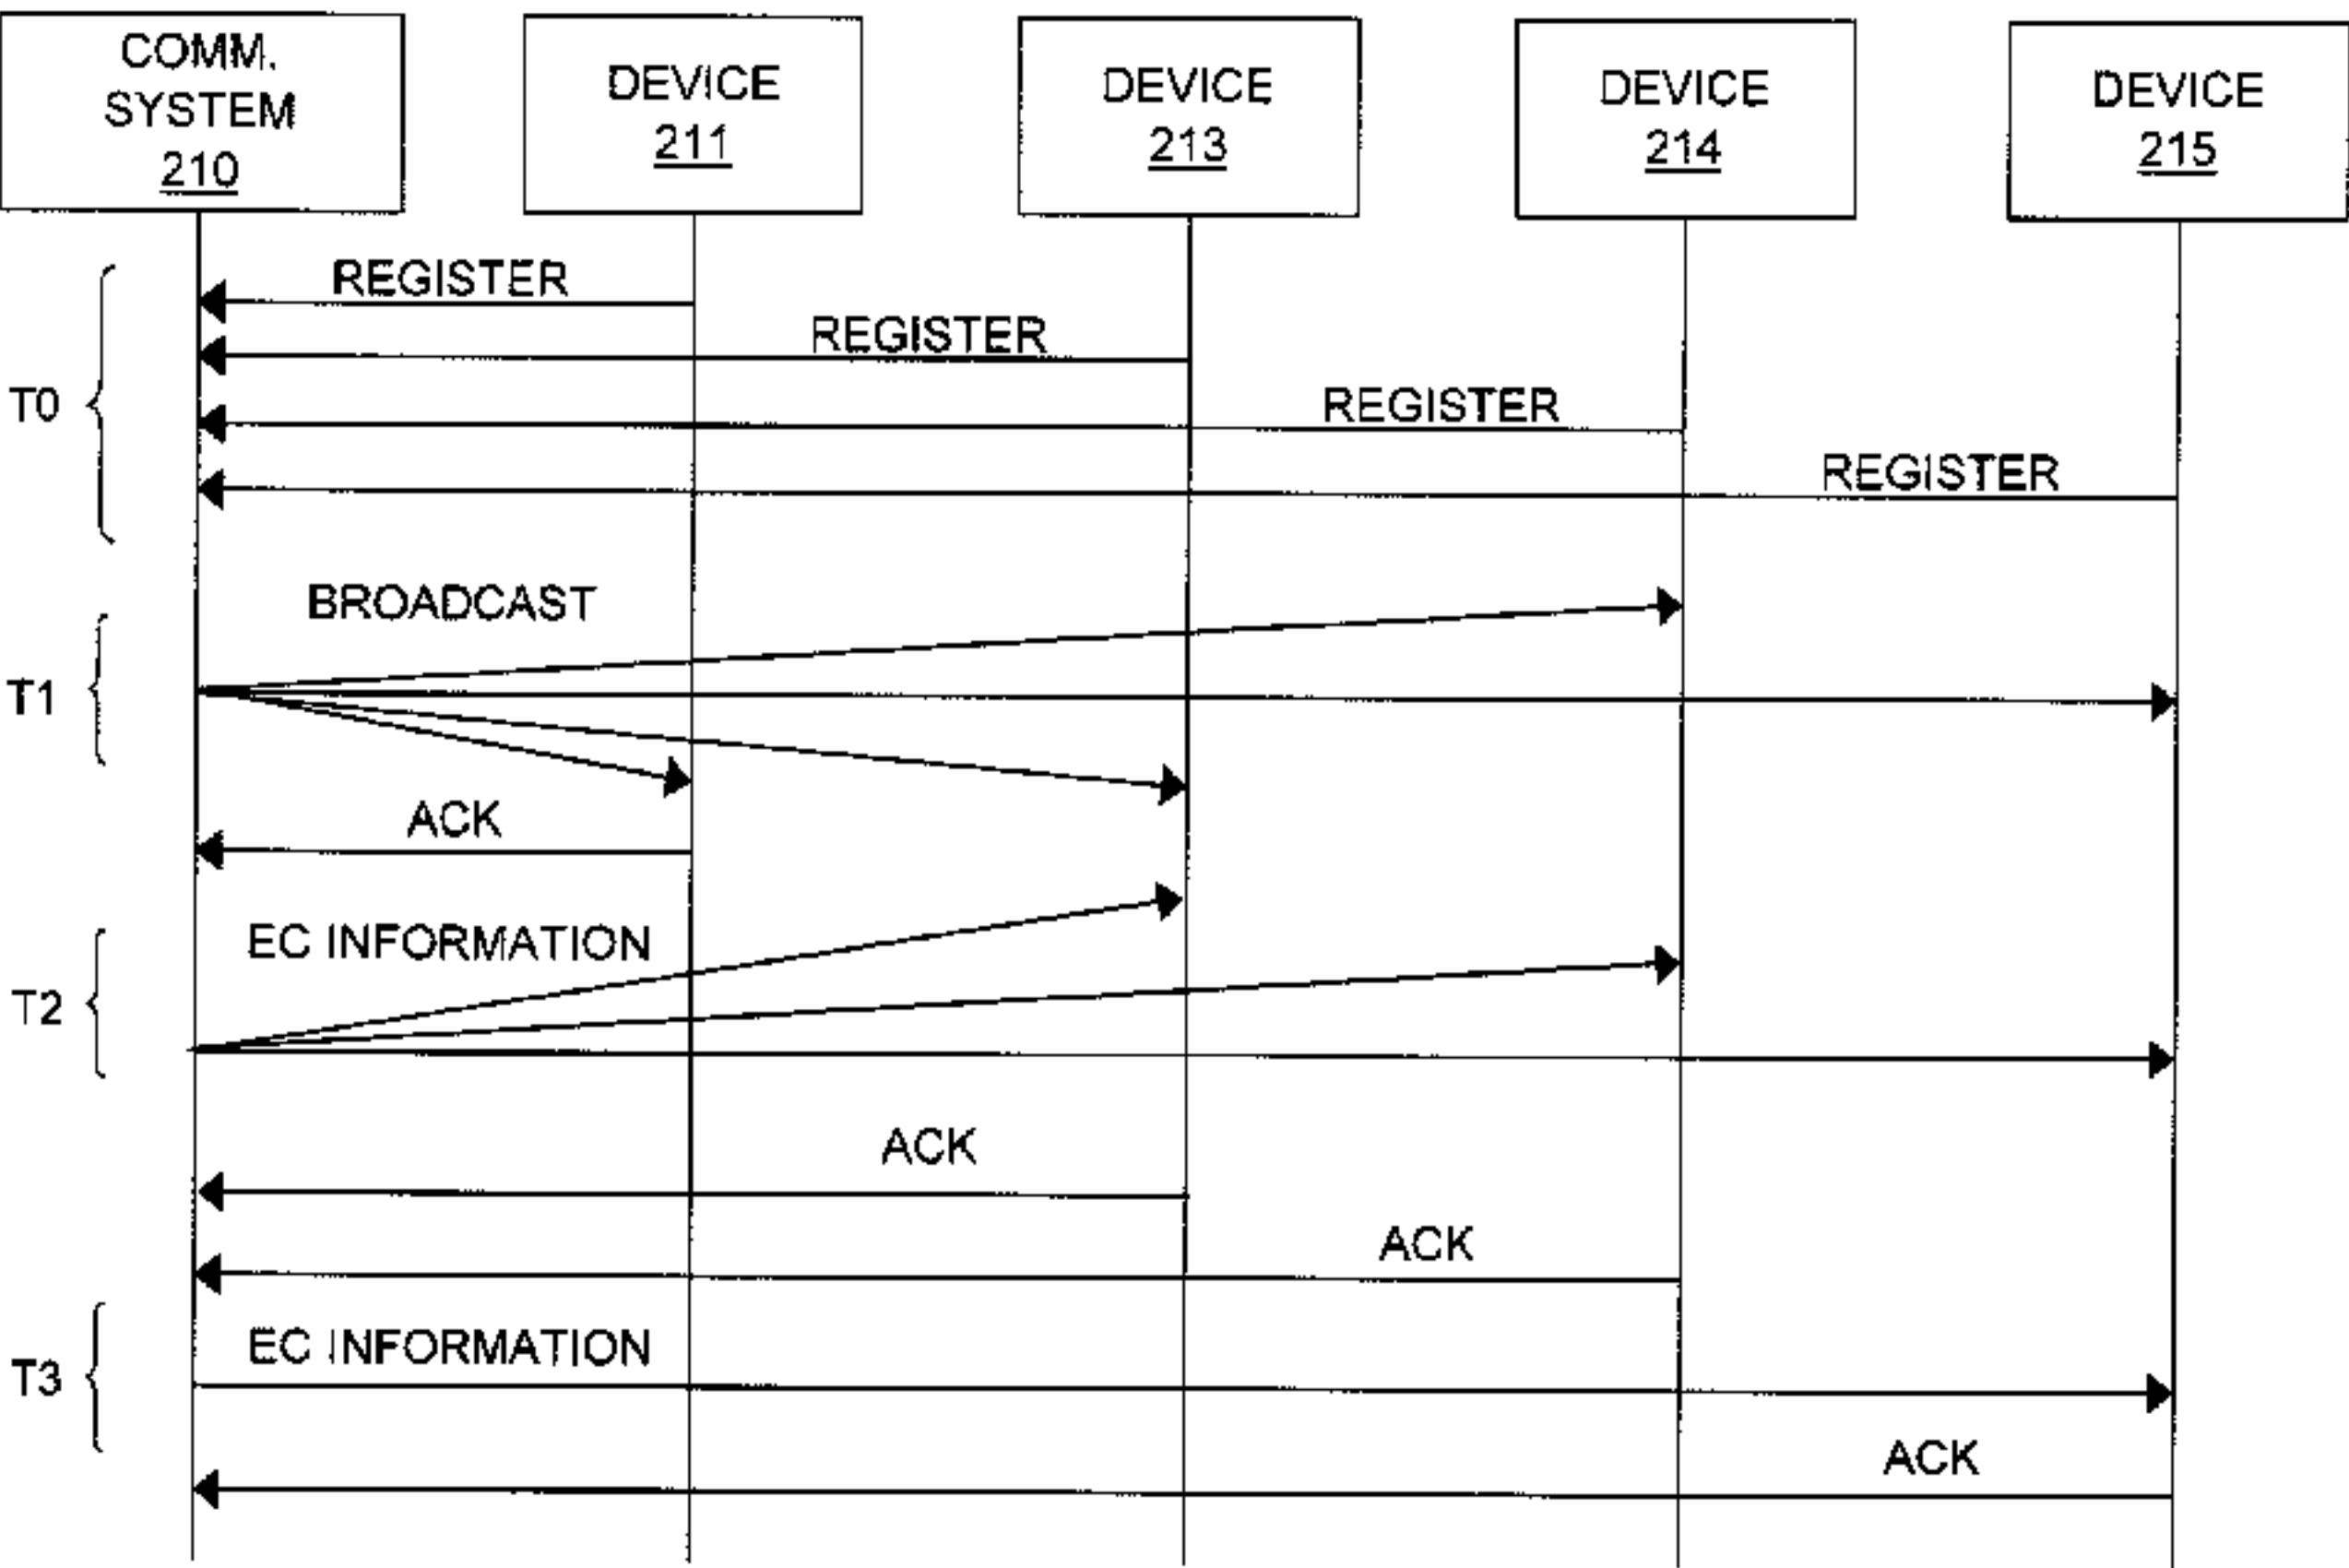 COMM.
SYSTEM
210
DEVICE
211
DEVICE
213
DEVICE
214
DEVICE
215
REGISTER
REGISTER
T0
REGISTER
REGISTER
BROADCAST
T1
ACK
EC INFORMATION
T2
ACK
ACK
EC INFORMATION
T3
ACK